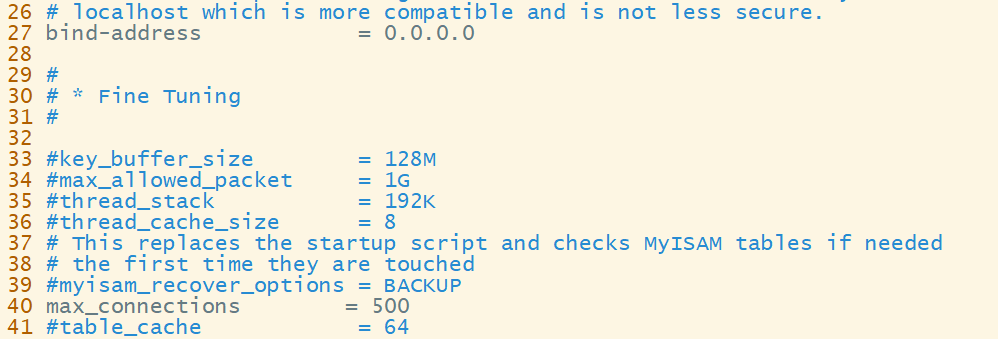 26 # localhost which is more compatible and is not less secure.
27 bind-address            = 0.0.0.0
28
29 #
30 # * Fine Tuning
31 #
32
33 #key_buffer_size        = 128M
34 #max_allowed_packet     = 1G
35 #thread_stack           = 192K
36 #thread_cache_size      = 8
37 # This replaces the startup script and checks MyISAM tables if needed
38 # the first time they are touched
39 #myisam_recover_options = BACKUP
40 max_connections        = 500
41 #table_cache            = 64